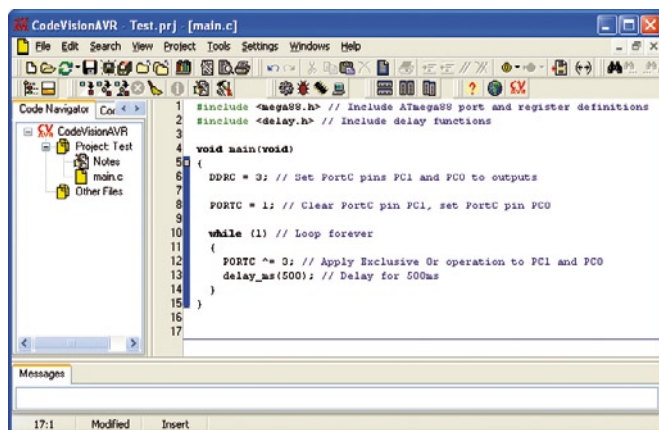 CodeVisionAVR - Test.prj - [main.c]
File Edit Search View Project Tools Settings Windows Help
Code Navigator Coc
CodeVisionAVR
Project: Test
Notes
main.c
Other Files
1 #include <mega88.h> // Include ATmega88 port and register definitions
2 #include <delay.h> // Include delay functions
3
4 void main(void)
5 {
6 DDRC = 3; // Set PortC pins PC1 and PC0 to outputs
7
8 PORTC = 1; // Clear PortC pin PC1, set PortC pin PC0
9
10 while (1) // Loop forever
11 {
12 PORTC ^= 3; // Apply Exclusive Or operation to PC1 and PC0
13 delay_ms(500); // Delay for 500ms
14 }
15 }
16
17
Messages
17:1 Modified Insert